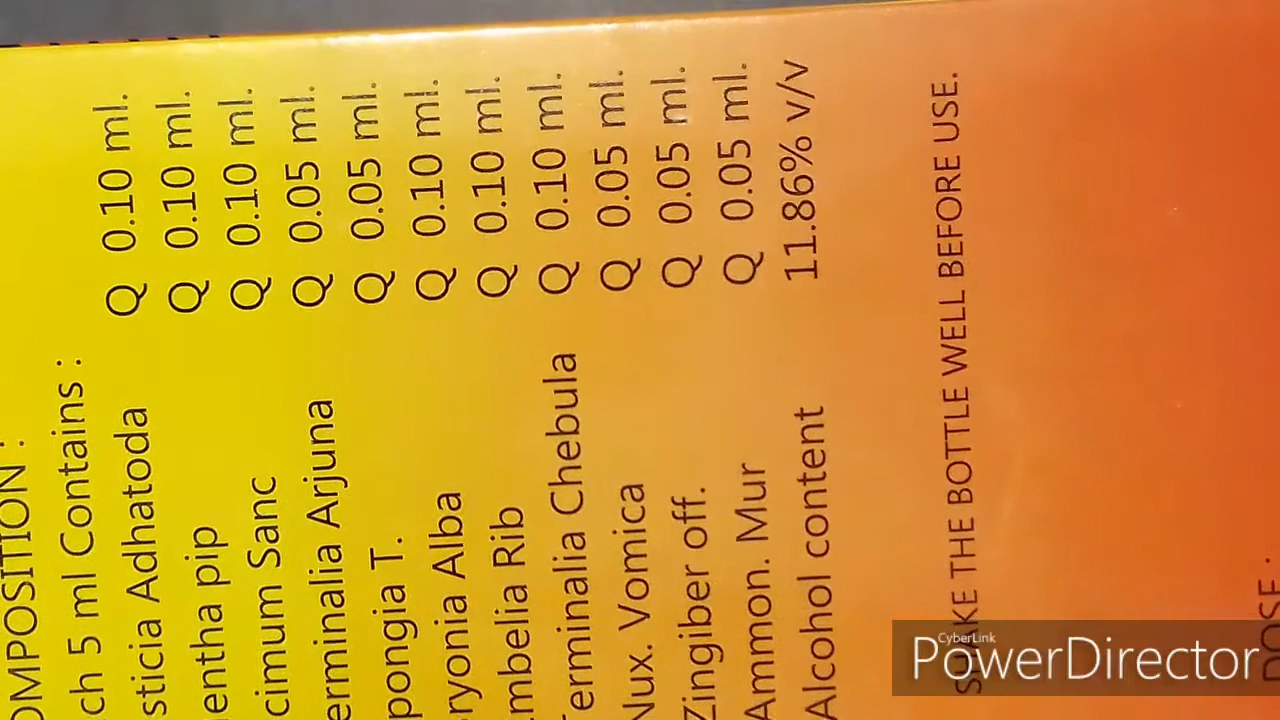 OMPOSITION :
ch 5 ml Contains :
sticia Adhatoda Q 0.10 ml.
entha pip Q 0.10 ml.
cimum Sanc Q 0.10 ml.
erminalia Arjuna Q 0.05 ml.
pongia T. Q 0.05 ml.
ryonia Alba Q 0.10 ml.
mbelia Rib Q 0.10 ml.
Terminalia Chebula Q 0.10 ml.
Nux. Vomica Q 0.05 ml.
Zingiber off. Q 0.05 ml.
Ammon. Mur Q 0.05 ml.
Alcohol content 11.86% v/v
SHAKE THE BOTTLE WELL BEFORE USE.
DOSE :
CyberLink
PowerDirector